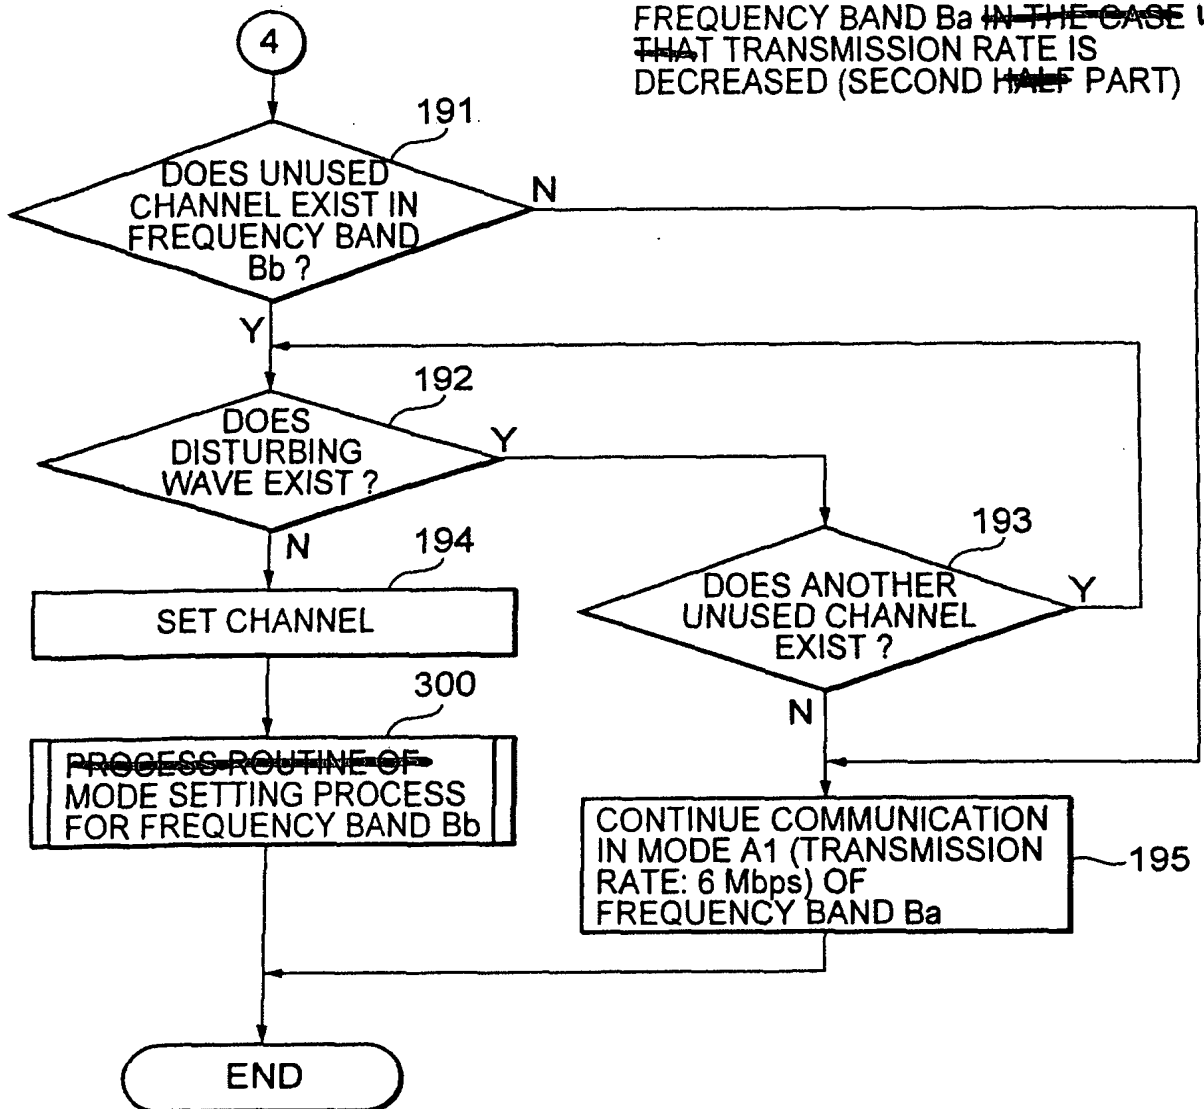 FREQUENCY BAND Ba IN THE CASE
THAT TRANSMISSION RATE IS
DECREASED (SECOND HALF PART)
4
191
DOES UNUSED
CHANNEL EXIST IN
FREQUENCY BAND
Bb ?
N
Y
192
DOES
DISTURBING
WAVE EXIST ?
Y
N
193
DOES ANOTHER
UNUSED CHANNEL
EXIST ?
Y
N
194
SET CHANNEL
300
PROCESS ROUTINE OF
MODE SETTING PROCESS
FOR FREQUENCY BAND Bb
CONTINUE COMMUNICATION
IN MODE A1 (TRANSMISSION
RATE: 6 Mbps) OF
FREQUENCY BAND Ba
195
END